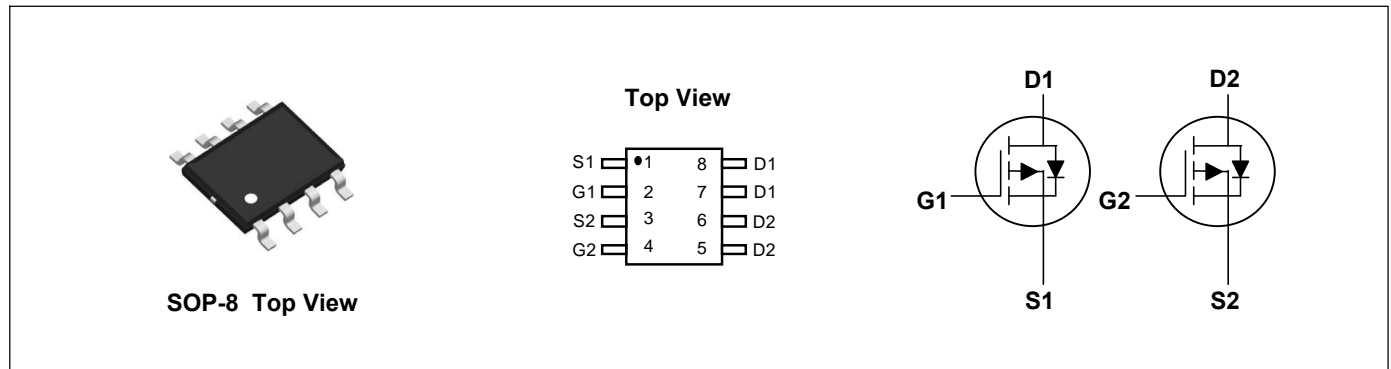 SOP-8 Top View
Top View
S1 1 8 D1
G1 2 7 D1
S2 3 6 D2
G2 4 5 D2
D1 D2
G1 G2
S1 S2